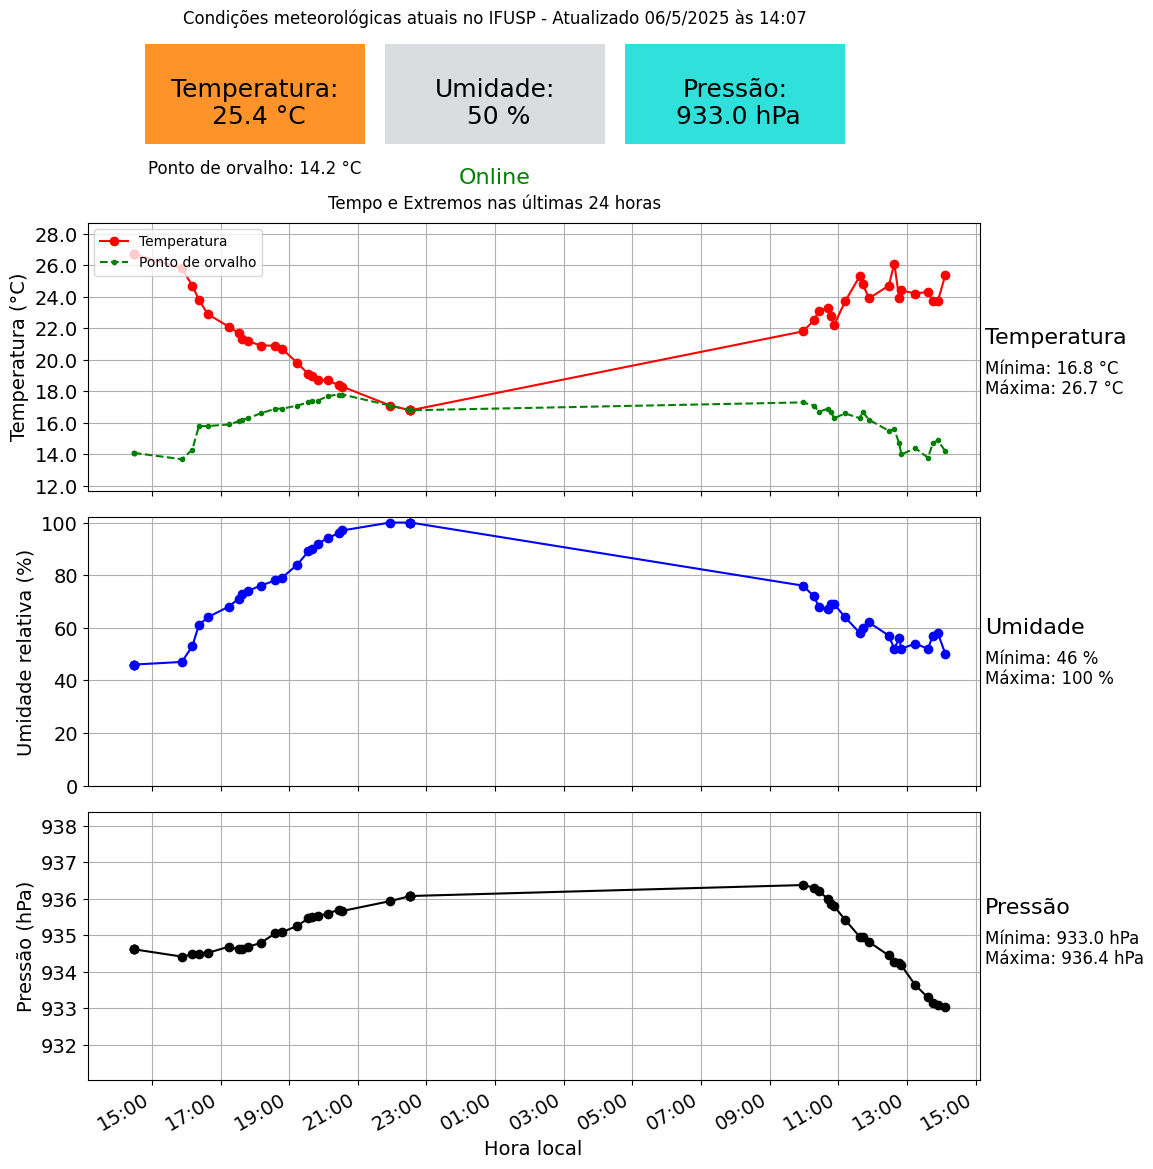 Condições meteorológicas atuais no IFUSP - Atualizado 06/5/2025 às 14:07
Temperatura:
25.4 °C
Umidade:
50 %
Pressão:
933.0 hPa
Ponto de orvalho: 14.2 °C
Online
Tempo e Extremos nas últimas 24 horas
Temperatura (°C)
28.0
26.0
24.0
22.0
20.0
18.0
16.0
14.0
12.0
Temperatura
Ponto de orvalho
Temperatura
Mínima: 16.8 °C
Máxima: 26.7 °C
Umidade relativa (%)
100
80
60
40
20
0
Umidade
Mínima: 46 %
Máxima: 100 %
Pressão (hPa)
938
937
936
935
934
933
932
Pressão
Mínima: 933.0 hPa
Máxima: 936.4 hPa
15:00 17:00 19:00 21:00 23:00 01:00 03:00 05:00 07:00 09:00 11:00 13:00 15:00
Hora local